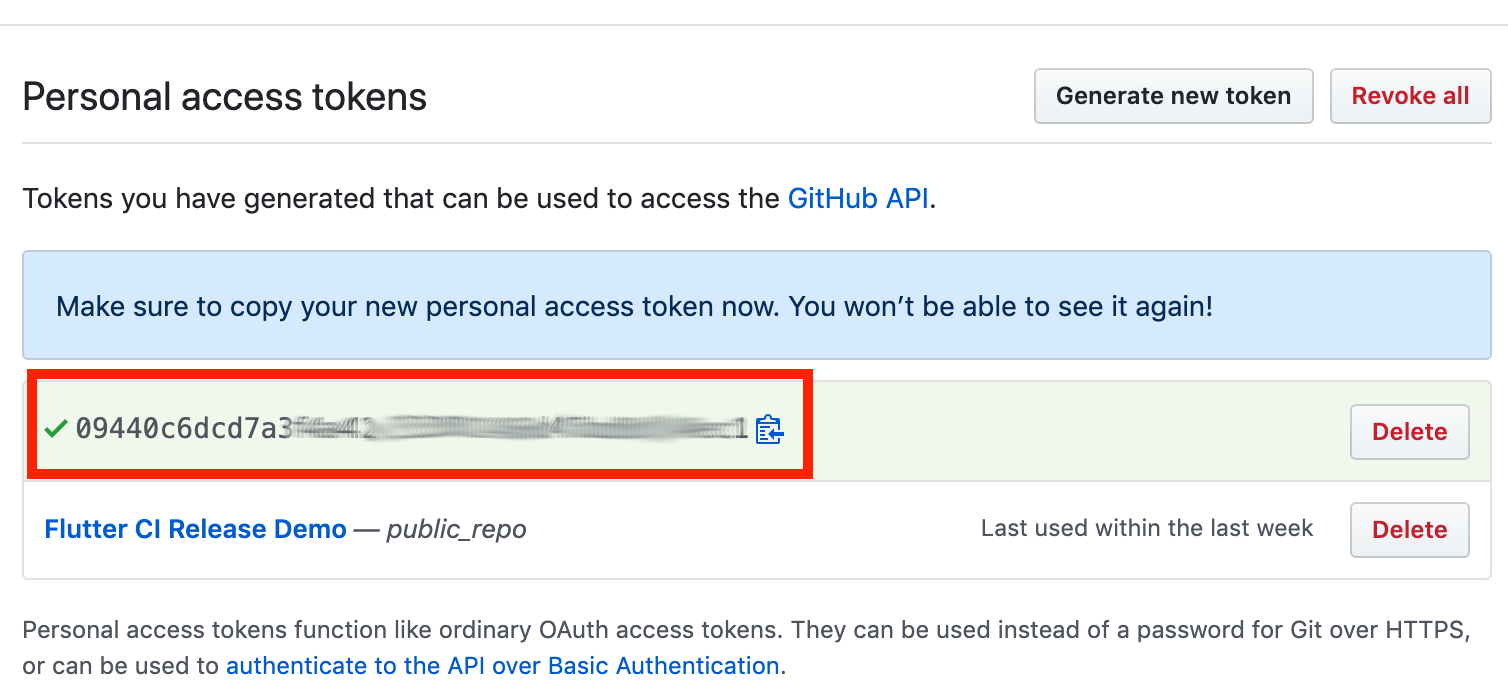 Personal access tokens
Generate new token
Revoke all
Tokens you have generated that can be used to access the GitHub API.
Make sure to copy your new personal access token now. You won’t be able to see it again!
Delete
Flutter CI Release Demo — public_repo
Last used within the last week
Delete
Personal access tokens function like ordinary OAuth access tokens. They can be used instead of a password for Git over HTTPS,
or can be used to authenticate to the API over Basic Authentication.